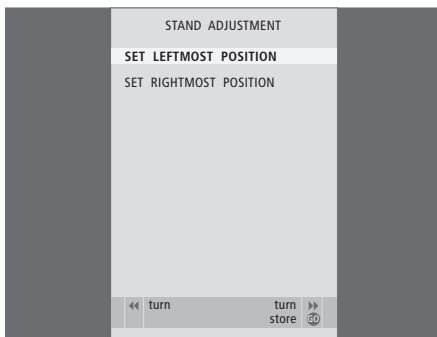 STAND ADJUSTMENT
SET LEFTMOST POSITION
SET RIGHTMOST POSITION
turn turn
store GO